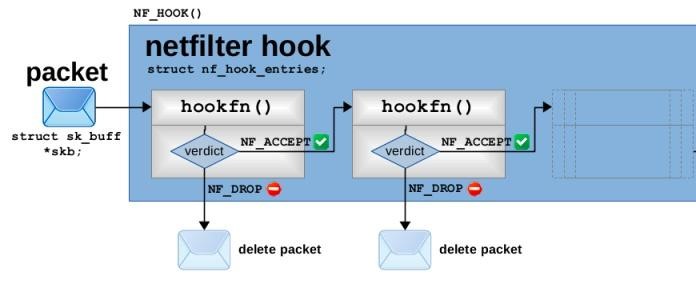 NF_HOOK()
netfilter hook
struct nf_hook_entries;
packet
struct sk_buff
*skb;
hookfn()
hookfn()
verdict
NF_ACCEPT
verdict
NF_ACCEPT
NF_DROP
NF_DROP
delete packet
delete packet